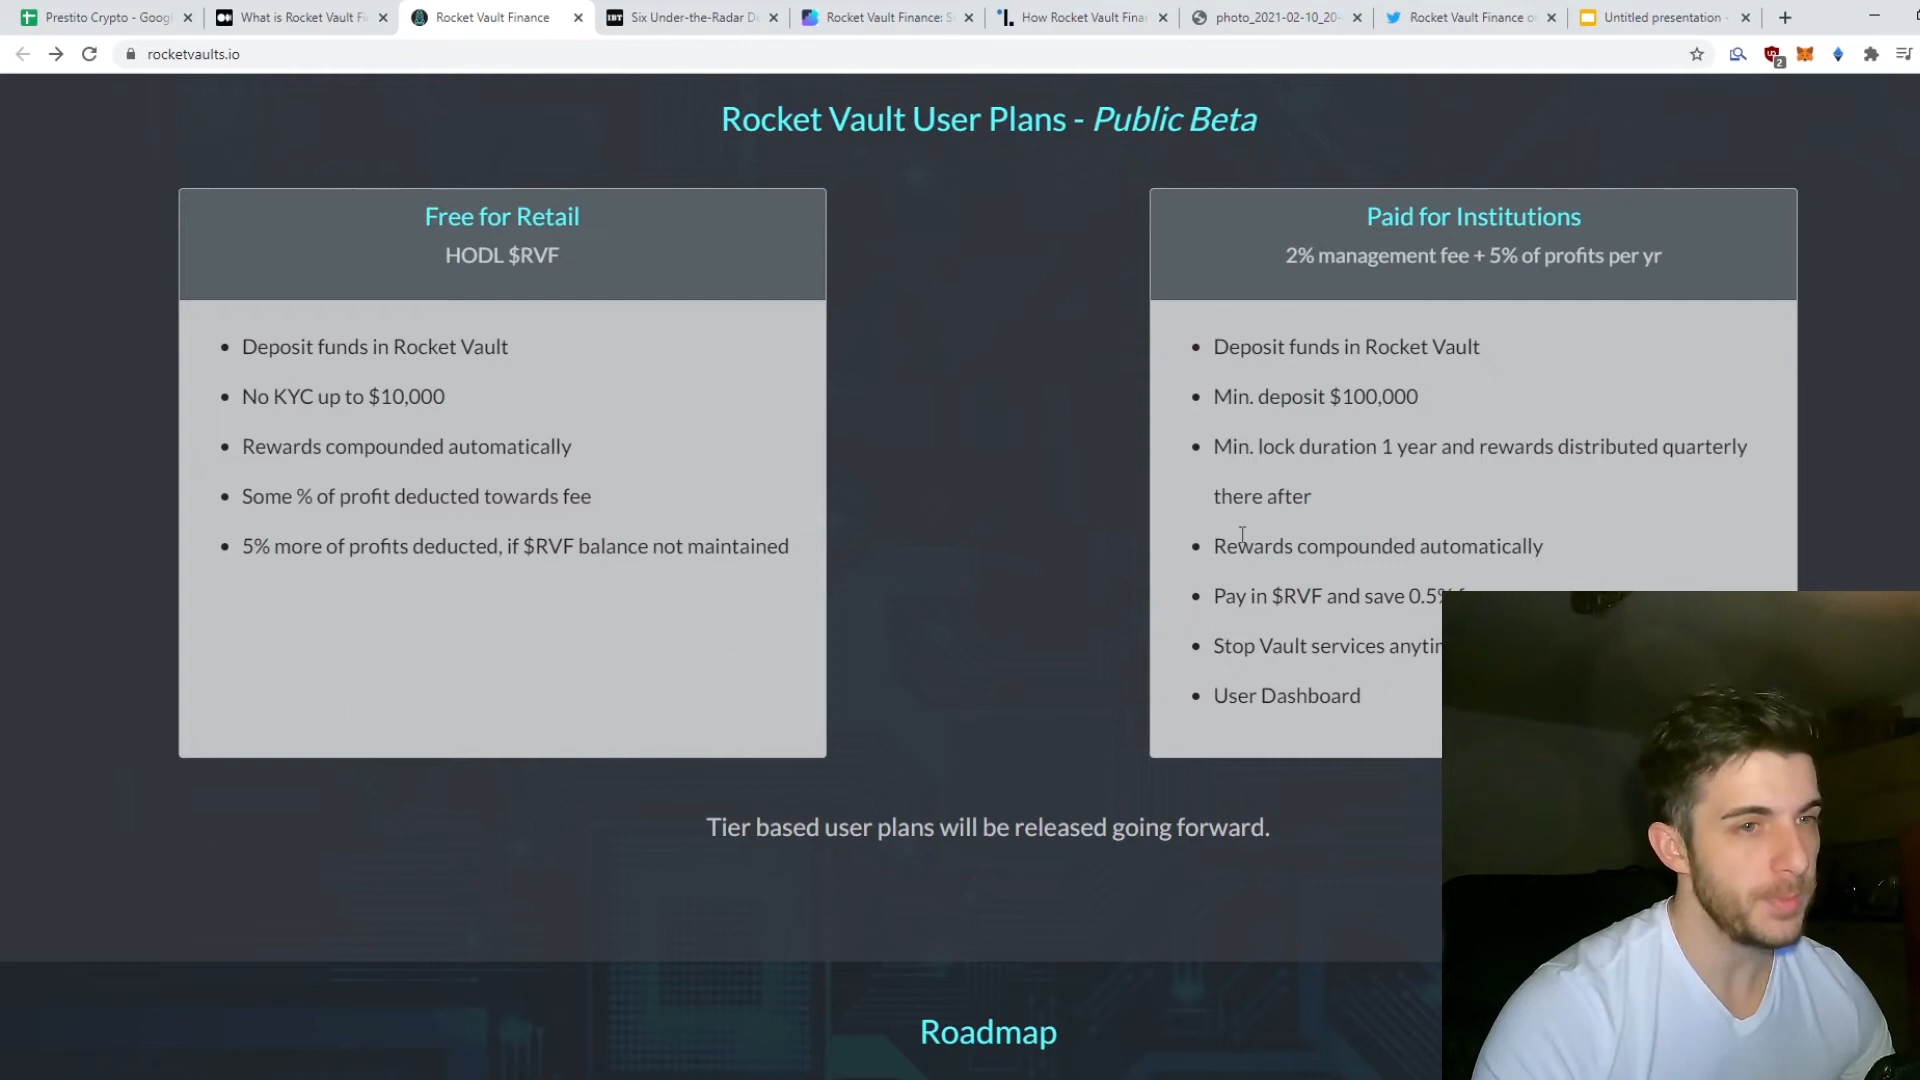 Prestito Crypto - Goog
What is Rocket Vault Fi
Rocket Vault Finance
Six Under-the-Radar D
Rocket Vault Finance: S
How Rocket Vault Finan
photo_2021-02-10_20-
Rocket Vault Finance o
Untitled presentation -
rocketvaults.io
2
Rocket Vault User Plans - Public Beta
Free for Retail
HODL $RVF
• Deposit funds in Rocket Vault
• No KYC up to $10,000
• Rewards compounded automatically
• Some % of profit deducted towards fee
• 5% more of profits deducted, if $RVF balance not maintained
Paid for Institutions
2% management fee + 5% of profits per yr
• Deposit funds in Rocket Vault
• Min. deposit $100,000
• Min. lock duration 1 year and rewards distributed quarterly
there after
• Rewards compounded automatically
• Pay in $RVF and save 0.5%
• Stop Vault services anytim
• User Dashboard
Tier based user plans will be released going forward.
Roadmap